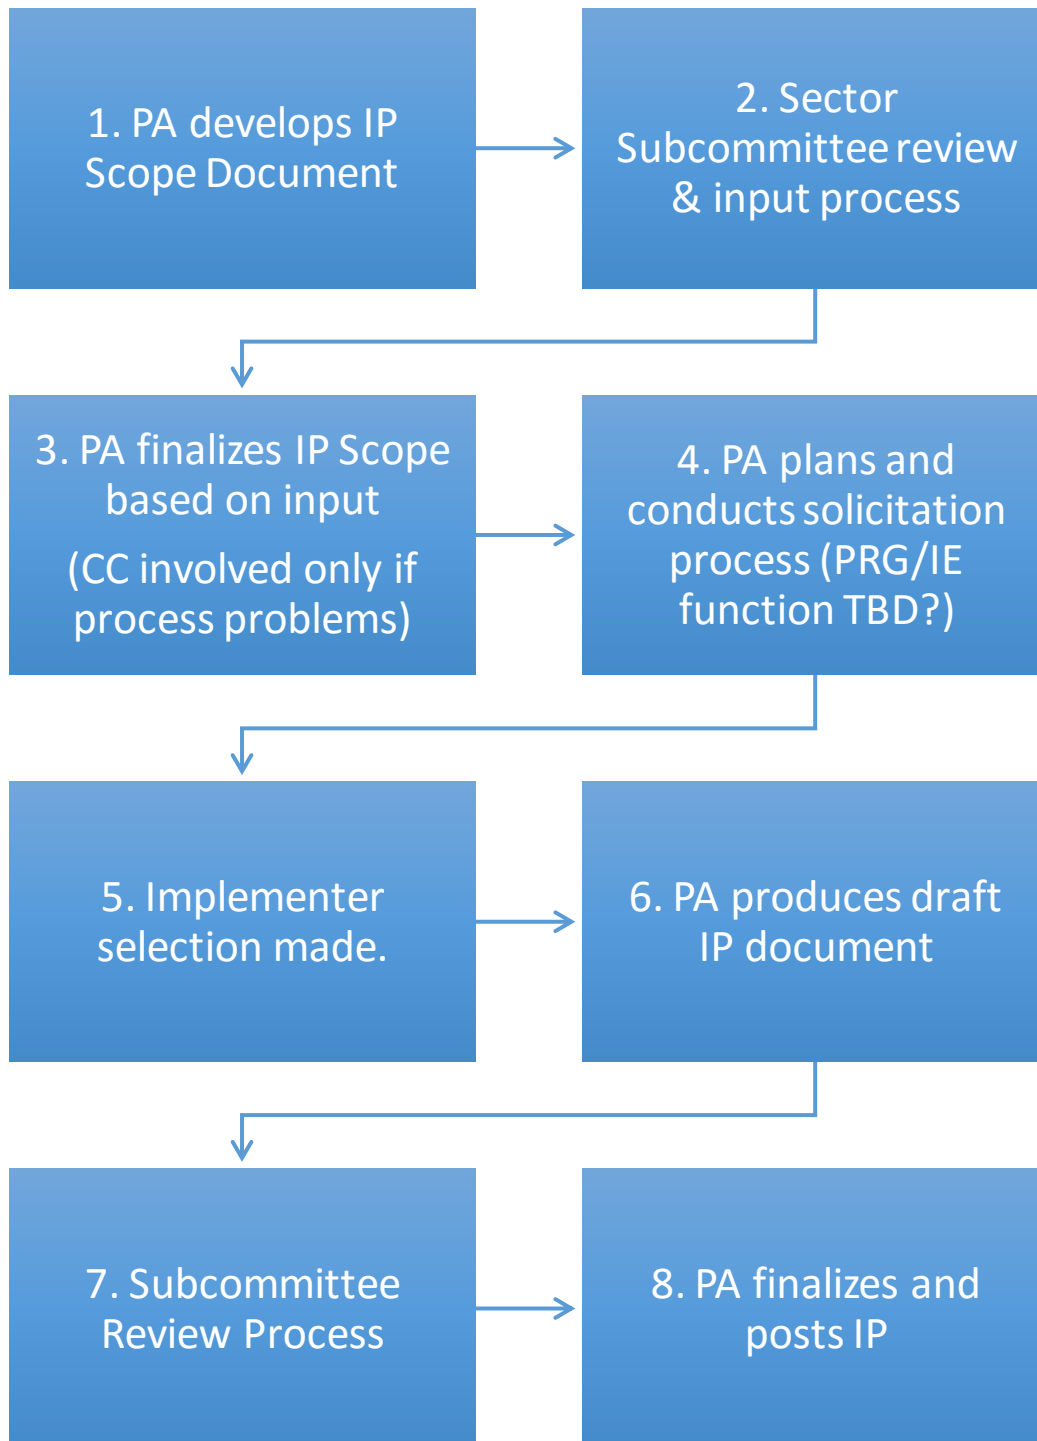 1. PA develops IP
Scope Document
2. Sector
Subcommittee review
& input process
3. PA finalizes IP Scope
based on input
(CC involved only if
process problems)
4. PA plans and
conducts solicitation
process (PRG/IE
function TBD?)
5. Implementer
selection made.
6. PA produces draft
IP document
7. Subcommittee
Review Process
8. PA finalizes and
posts IP